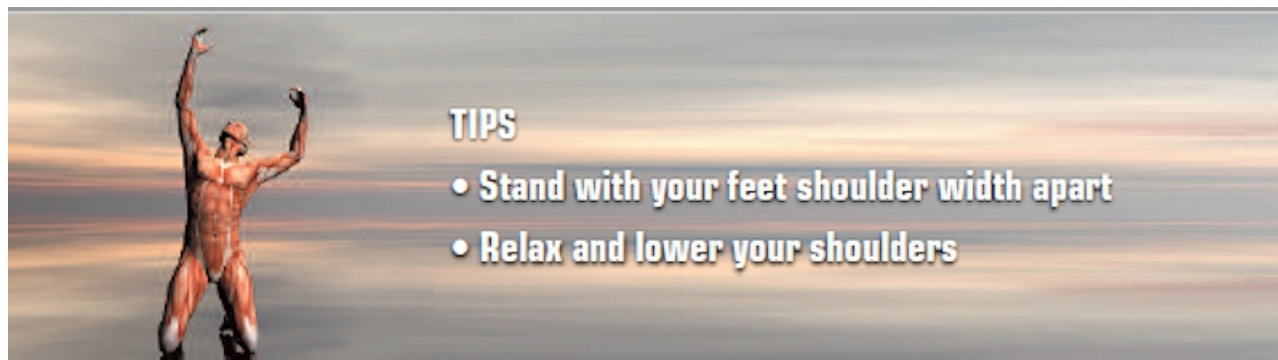 TIPS
• Stand with your feet shoulder width apart
• Relax and lower your shoulders